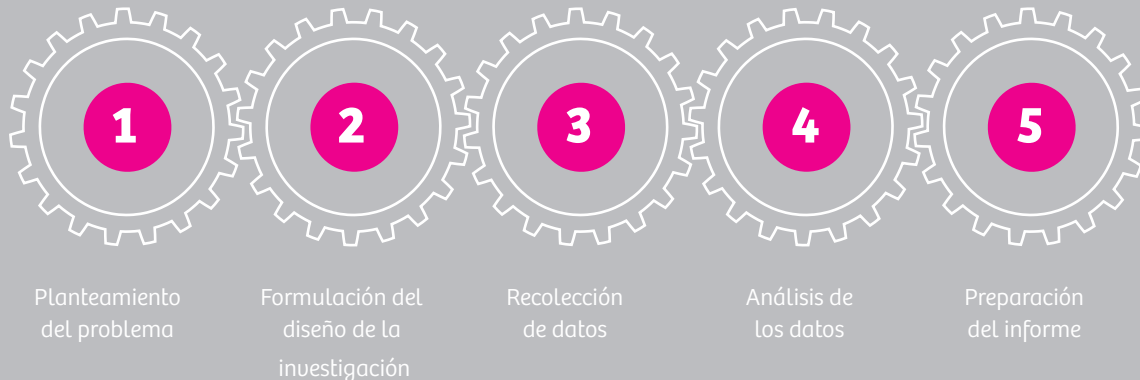 1
2
3
4
5
Planteamiento
del problema
Formulación del
diseño de la
investigación
Recolección
de datos
Análisis de
los datos
Preparación
del informe